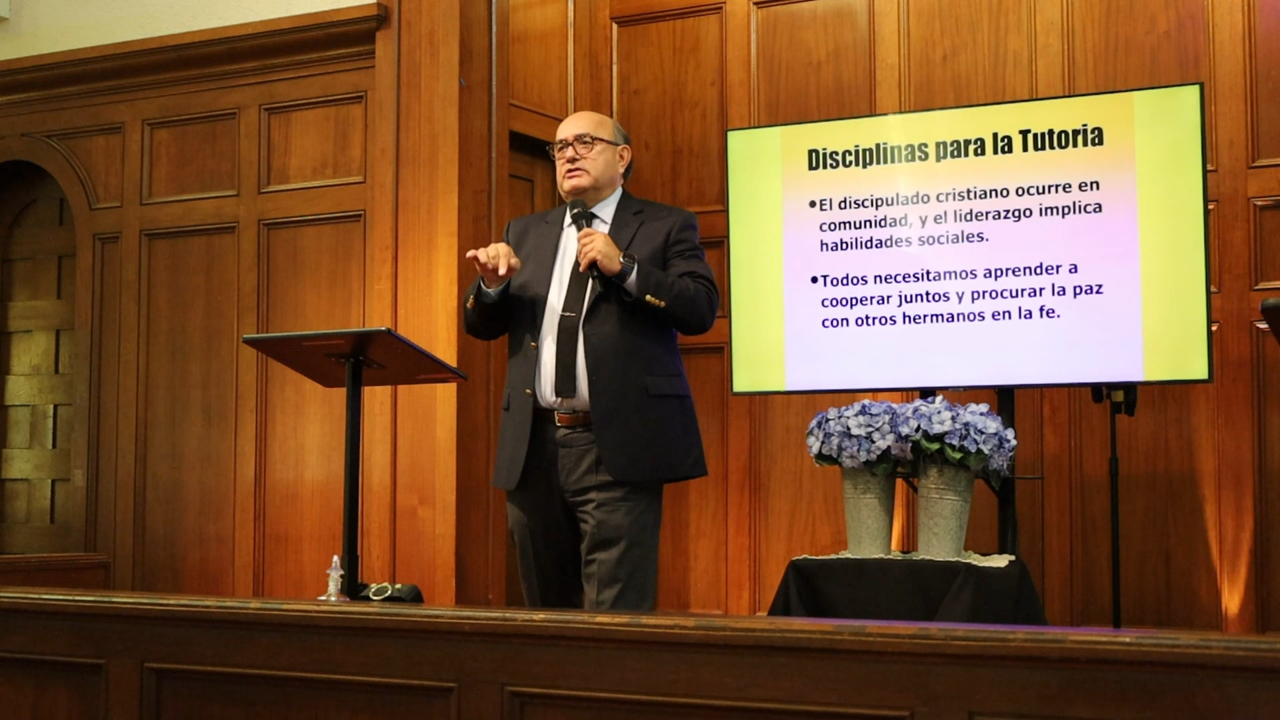 Disciplinas para la Tutoria
•El discipulado cristiano ocurre en
comunidad, y el liderazgo implica
habilidades sociales.
•Todos necesitamos aprender a
cooperar juntos y procurar la paz
con otros hermanos en la fe.